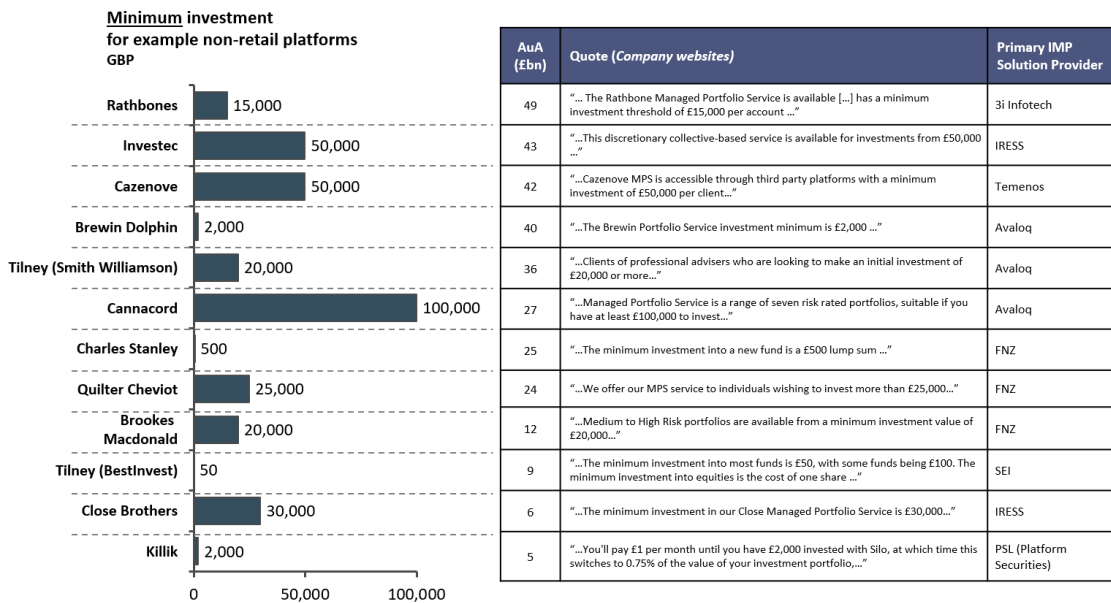 Minimum investment
for example non-retail platforms
GBP
AuA
(£bn)
Quote (Company websites)
Primary IMP
Solution Provider
Rathbones
15,000
49
“… The Rathbone Managed Portfolio Service is available […] has a minimum
investment threshold of £15,000 per account …”
3i Infotech
Investec
50,000
43
“…This discretionary collective-based service is available for investments from £50,000
…”
IRESS
Cazenove
50,000
42
“…Cazenove MPS is accessible through third party platforms with a minimum
investment of £50,000 per client…”
Temenos
Brewin Dolphin
2,000
40
“…The Brewin Portfolio Service investment minimum is £2,000 …”
Avaloq
Tilney (Smith Williamson)
20,000
36
“…Clients of professional advisers who are looking to make an initial investment of
£20,000 or more…”
Avaloq
Cannacord
100,000
27
“…Managed Portfolio Service is a range of seven risk rated portfolios, suitable if you
have at least £100,000 to invest…”
Avaloq
Charles Stanley
500
25
“…The minimum investment into a new fund is a £500 lump sum …”
FNZ
Quilter Cheviot
25,000
24
“…We offer our MPS service to individuals wishing to invest more than £25,000…”
FNZ
Brookes
Macdonald
20,000
12
“…Medium to High Risk portfolios are available from a minimum investment value of
£20,000…”
FNZ
Tilney (BestInvest)
50
9
“…The minimum investment into most funds is £50, with some funds being £100. The
minimum investment into equities is the cost of one share …”
SEI
Close Brothers
30,000
6
“…The minimum investment in our Close Managed Portfolio Service is £30,000…”
IRESS
Killik
2,000
5
“…You'll pay £1 per month until you have £2,000 invested with Silo, at which time this
switches to 0.75% of the value of your investment portfolio,…”
PSL (Platform
Securities)
0
50,000
100,000